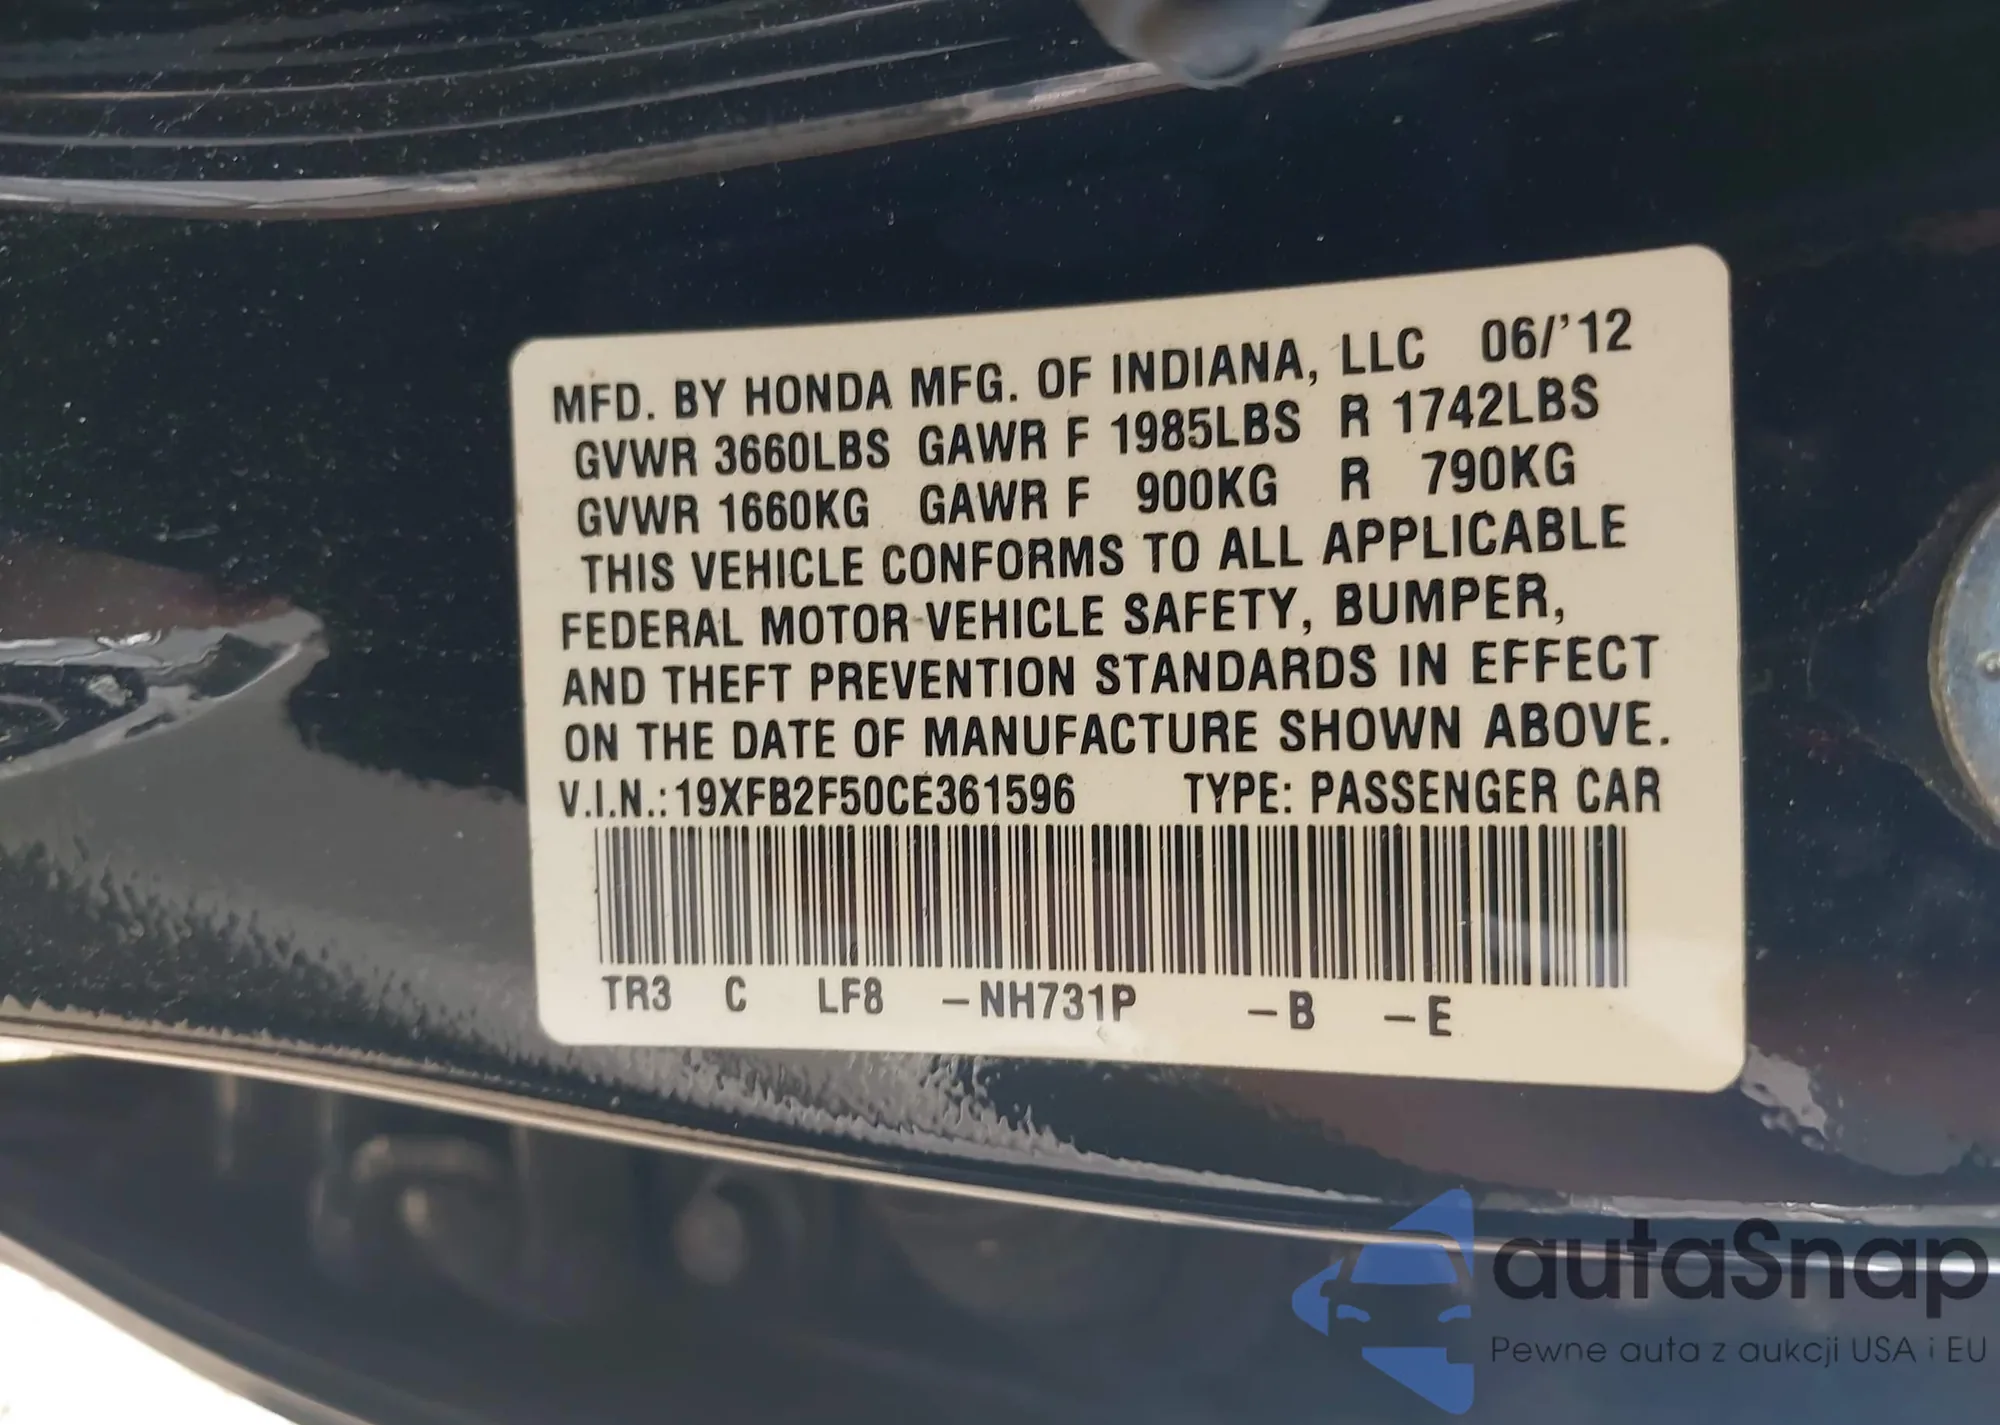 MFD. BY HONDA MFG. OF INDIANA, LLC 06/'12
GVWR 3660LBS GAWR F 1985LBS R 1742LBS
GVWR 1660KG GAWR F 900KG R 790KG
THIS VEHICLE CONFORMS TO ALL APPLICABLE
FEDERAL MOTOR VEHICLE SAFETY, BUMPER,
AND THEFT PREVENTION STANDARDS IN EFFECT
ON THE DATE OF MANUFACTURE SHOWN ABOVE.
V.I.N.: 19XFB2F50CE361596 TYPE: PASSENGER CAR
TR3 C LF8 –NH731P –B –E
autaSnap
Pewne auta z aukcji USA i EU